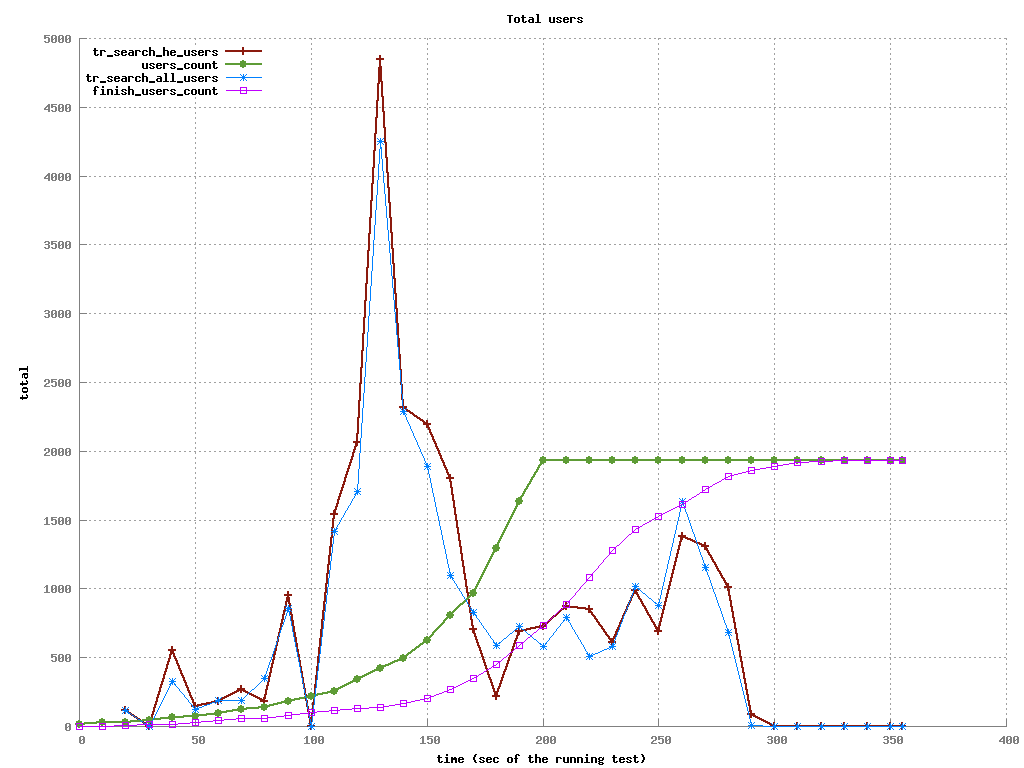 Total users
tr_search_he_users
users_count
tr_search_all_users
finish_users_count
5000
4500
4000
3500
3000
2500
2000
1500
1000
500
0
total
0 50 100 150 200 250 300 350 400
time (sec of the running test)